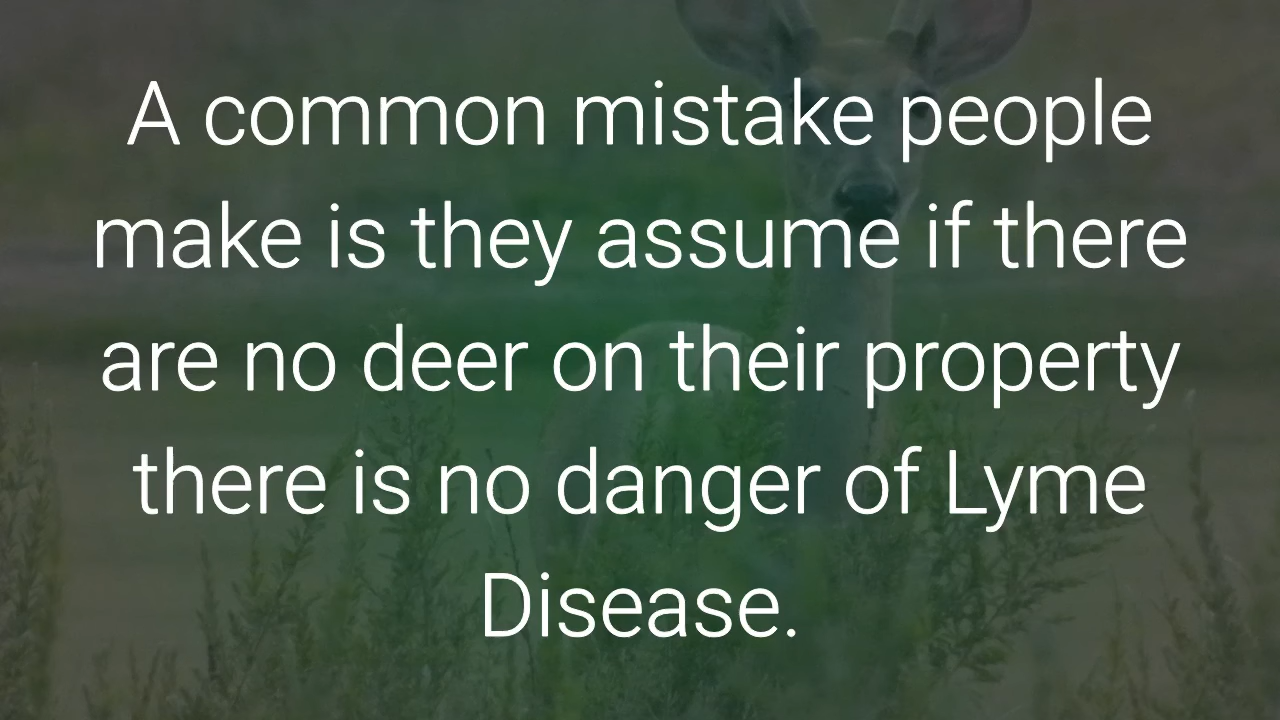 A common mistake people
make is they assume if there
are no deer on their property
there is no danger of Lyme
Disease.